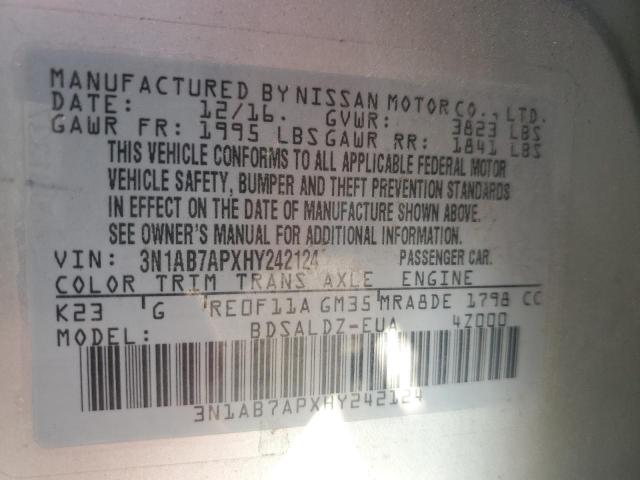 MANUFACTURED BY NISSAN MOTOR CO., LTD.
DATE: 12/16. GVWR: 3823 LBS
GAWR FR: 1995 LBS GAWR RR: 1841 LBS
THIS VEHICLE CONFORMS TO ALL APPLICABLE FEDERAL MOTOR
VEHICLE SAFETY, BUMPER AND THEFT PREVENTION STANDARDS
IN EFFECT ON THE DATE OF MANUFACTURE SHOWN ABOVE.
SEE OWNER'S MANUAL FOR ADDITIONAL INFORMATION.
VIN: 3N1AB7APXHY242124 PASSENGER CAR.
COLOR TRIM TRANS AXLE ENGINE
K23 G RE0F11A GM35 MRA8DE 1798 CC
MODEL: BDSALDZ-EUA 4Z000
3N1AB7APXHY242124